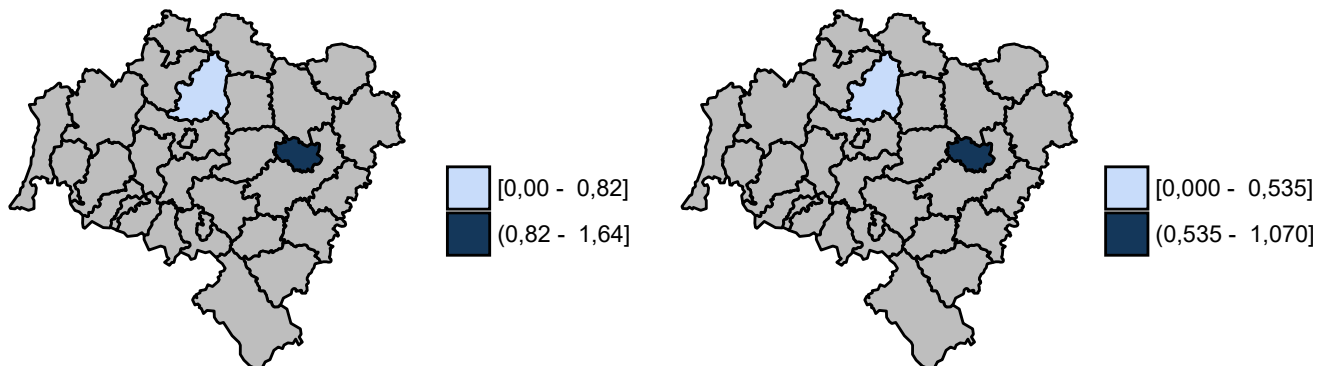 [0,00 - 0,82]
(0,82 - 1,64]
[0,000 - 0,535]
(0,535 - 1,070]